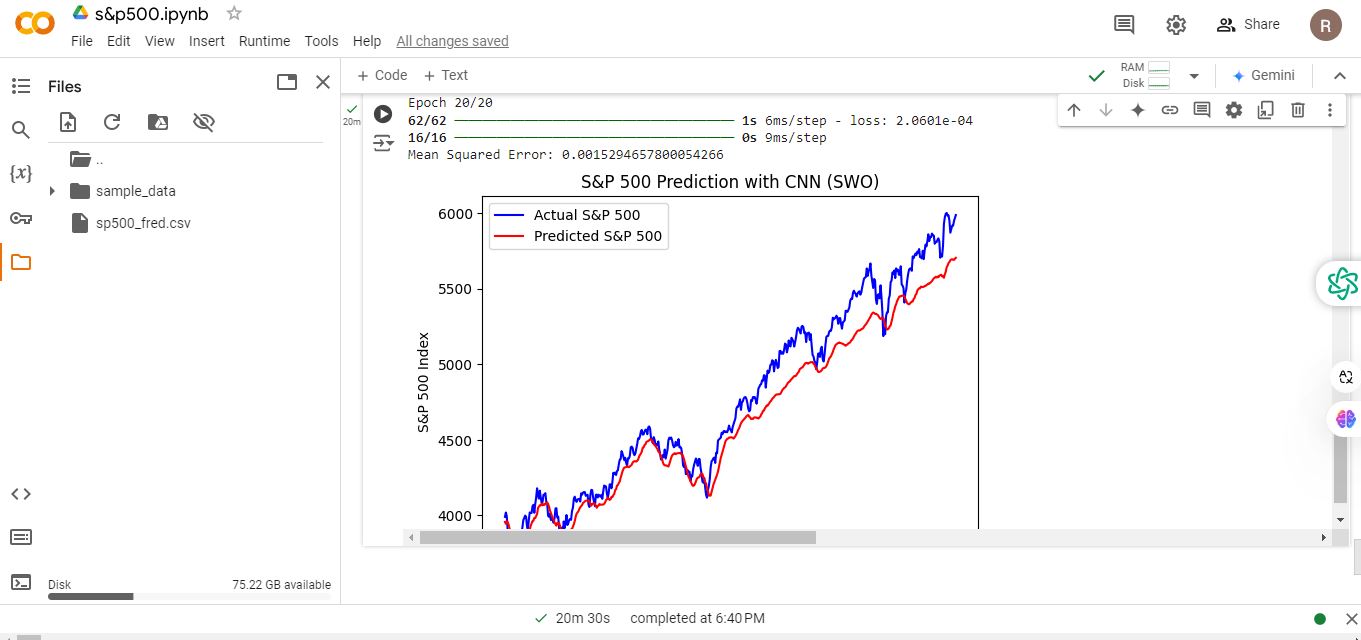 s&p500.ipynb
File Edit View Insert Runtime Tools Help All changes saved
Share
R
Files
+ Code + Text
RAM
Disk
Gemini
..
sample_data
sp500_fred.csv
{x}
20m
Epoch 20/20
62/62 1s 6ms/step - loss: 2.0601e-04
16/16 0s 9ms/step
Mean Squared Error: 0.0015294657800054266
S&P 500 Prediction with CNN (SWO)
Actual S&P 500
Predicted S&P 500
S&P 500 Index
6000
5500
5000
4500
4000
Disk 75.22 GB available
20m 30s completed at 6:40 PM